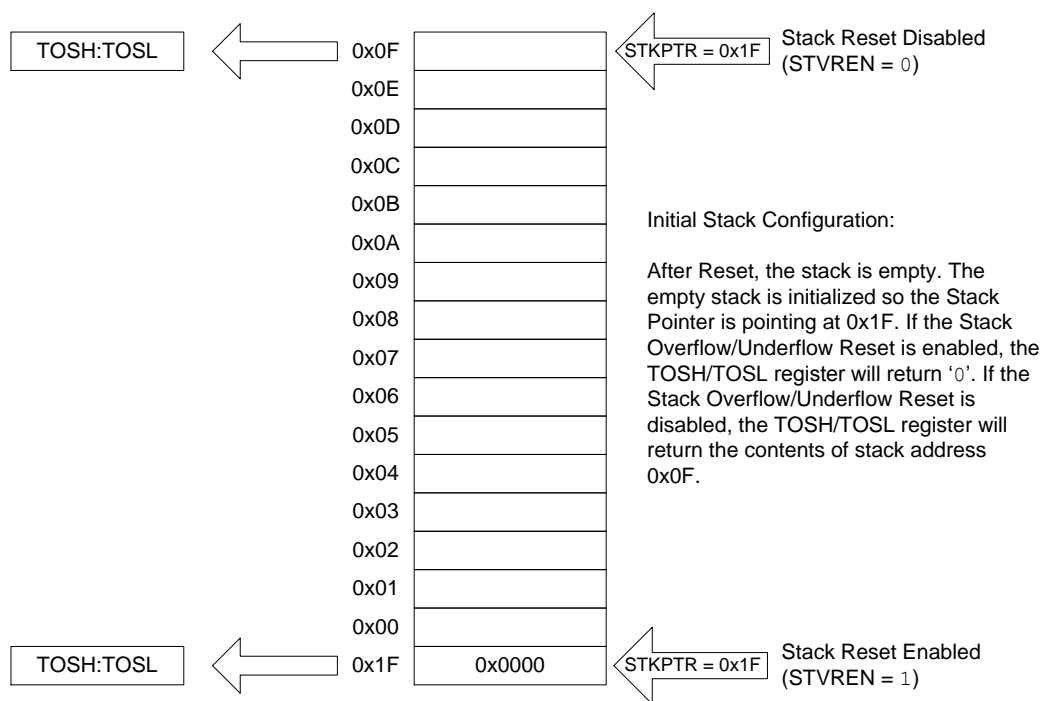 TOSH:TOSL
0x0F
STKPTR = 0x1F
Stack Reset Disabled
(STVREN = 0)
0x0E
0x0D
0x0C
0x0B
0x0A
0x09
0x08
0x07
0x06
0x05
0x04
0x03
0x02
0x01
0x00
Initial Stack Configuration:
After Reset, the stack is empty. The
empty stack is initialized so the Stack
Pointer is pointing at 0x1F. If the Stack
Overflow/Underflow Reset is enabled, the
TOSH/TOSL register will return ‘0’. If the
Stack Overflow/Underflow Reset is
disabled, the TOSH/TOSL register will
return the contents of stack address
0x0F.
TOSH:TOSL
0x1F
0x0000
STKPTR = 0x1F
Stack Reset Enabled
(STVREN = 1)